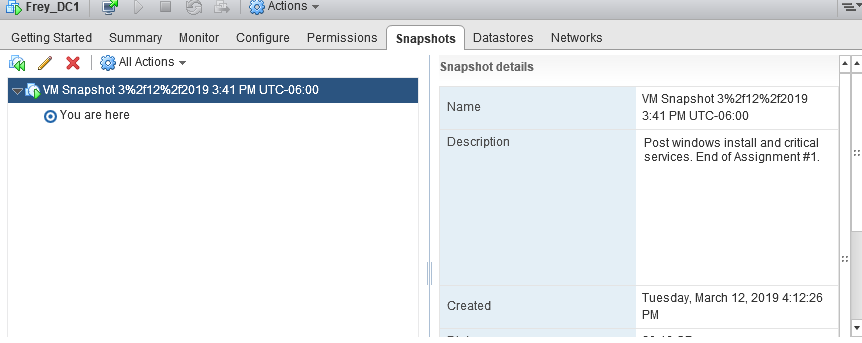 Frey_DC1 Actions
Getting Started Summary Monitor Configure Permissions Snapshots Datastores Networks
All Actions
VM Snapshot 3%2f12%2f2019 3:41 PM UTC-06:00
You are here
Snapshot details
Name
VM Snapshot 3%2f12%2f2019
3:41 PM UTC-06:00
Description
Post windows install and critical
services. End of Assignment #1.
Created
Tuesday, March 12, 2019 4:12:26
PM